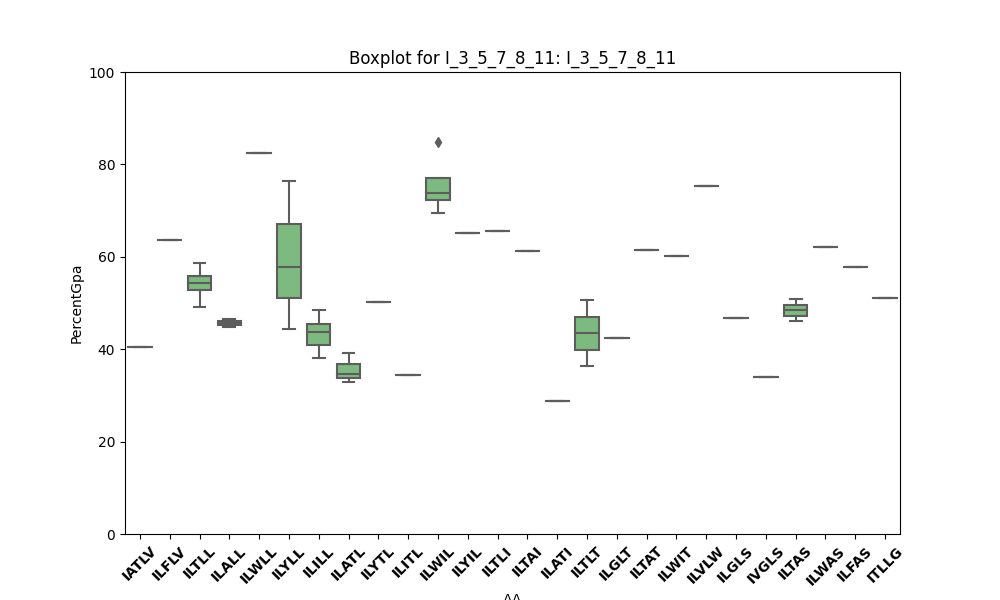 Boxplot for I_3_5_7_8_11: I_3_5_7_8_11
100
80
60
40
20
0
PercentGpa
IATLV ILFLV ILTLL ILALL ILWLL ILYLL ILILL ILATL ILYTL ILITL ILWIL ILYIL ILTLI ILTAI ILATI ILTLT ILGLT ILTAT ILWIT ILVLW ILGLS IVGLS ILTAS ILWAS ILFAS ITLLG
AA